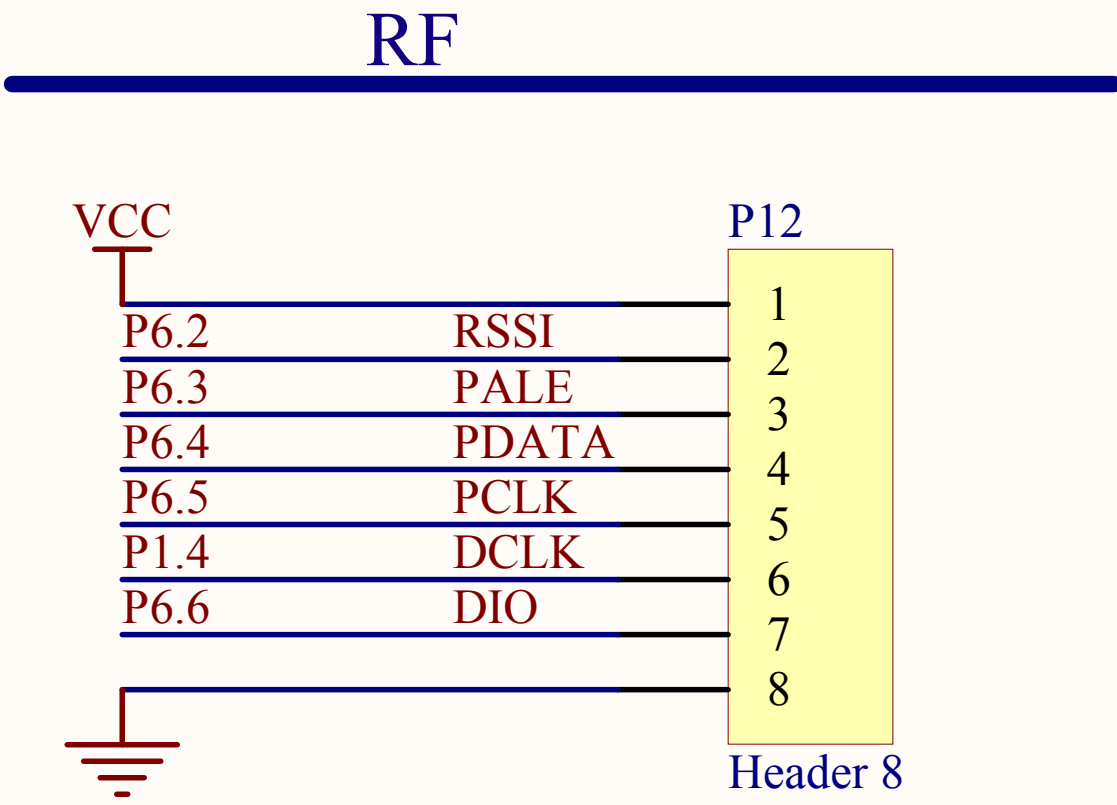 RF
VCC P12
1
P6.2 RSSI
2
P6.3 PALE
3
P6.4 PDATA
4
P6.5 PCLK
5
P1.4 DCLK
6
P6.6 DIO
7
8
Header 8